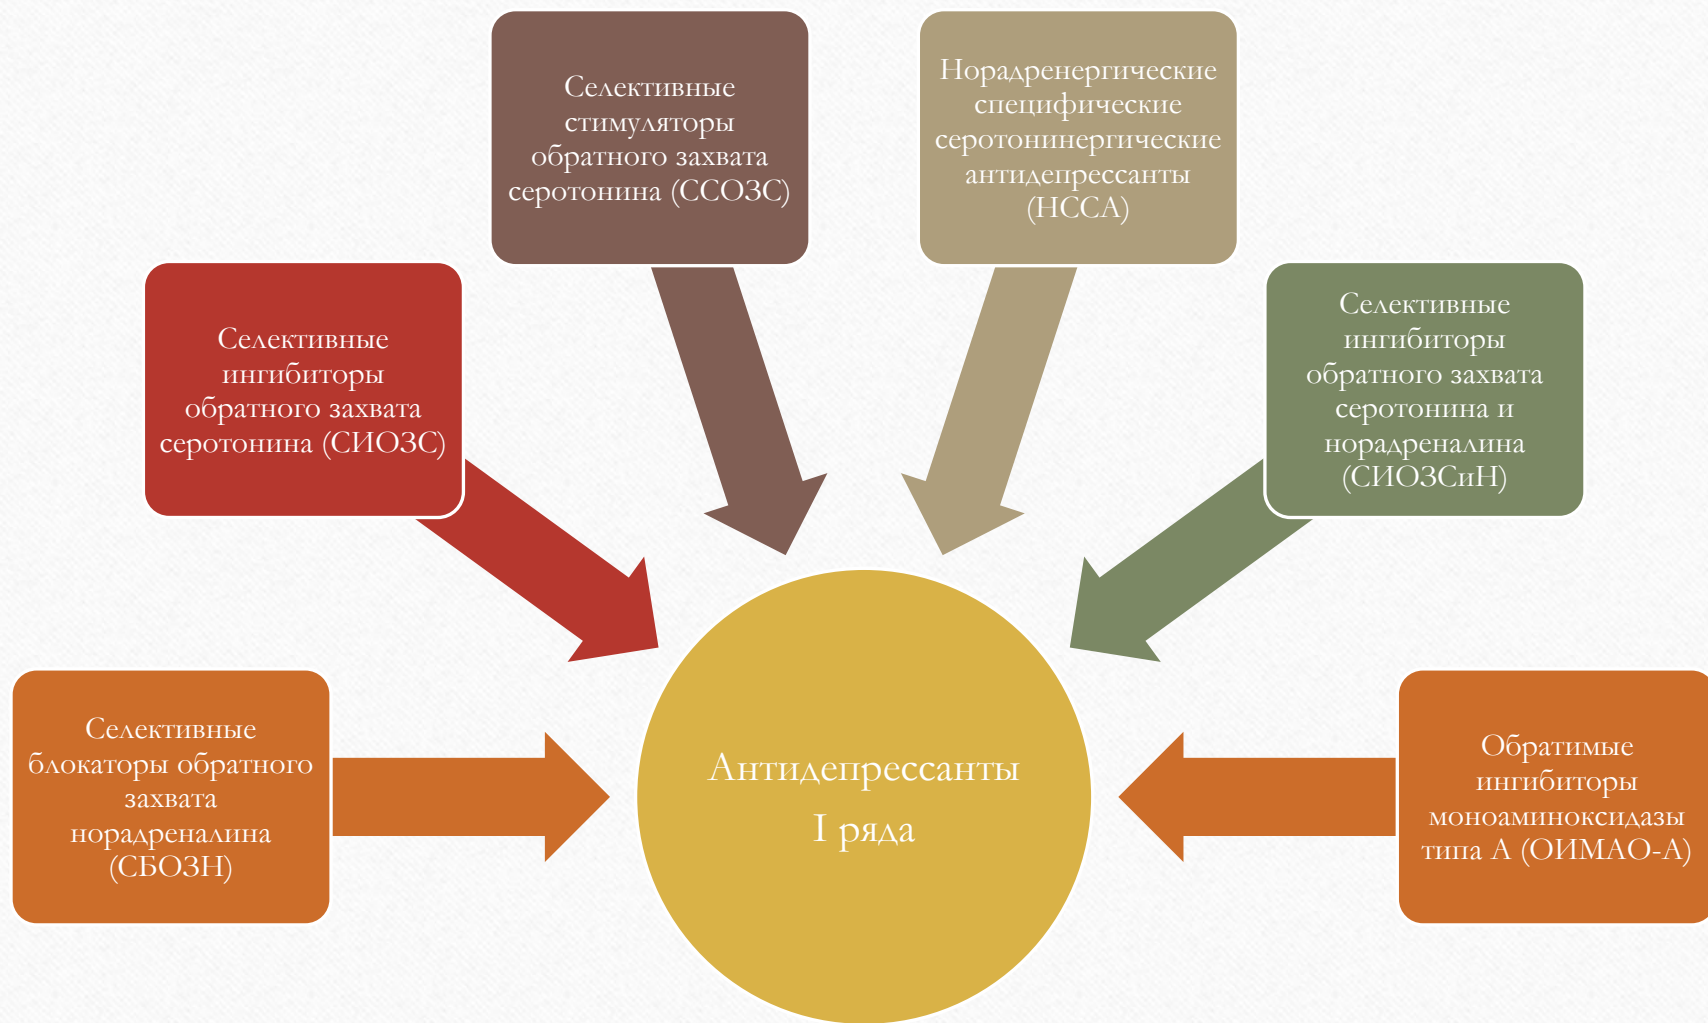 Селективные
стимуляторы
обратного захвата
серотонина (ССОЗС)
Норадренергические
специфические
серотонинергические
антидепрессанты
(НССА)
Селективные
ингибиторы
обратного захвата
серотонина (СИОЗС)
Селективные
ингибиторы
обратного захвата
серотонина и
норадреналина
(СИОЗСиН)
Селективные
блокаторы обратного
захвата
норадреналина
(СБОЗН)
Антидепрессанты
I ряда
Обратимые
ингибиторы
моноаминоксидазы
типа А (ОИМАО-А)